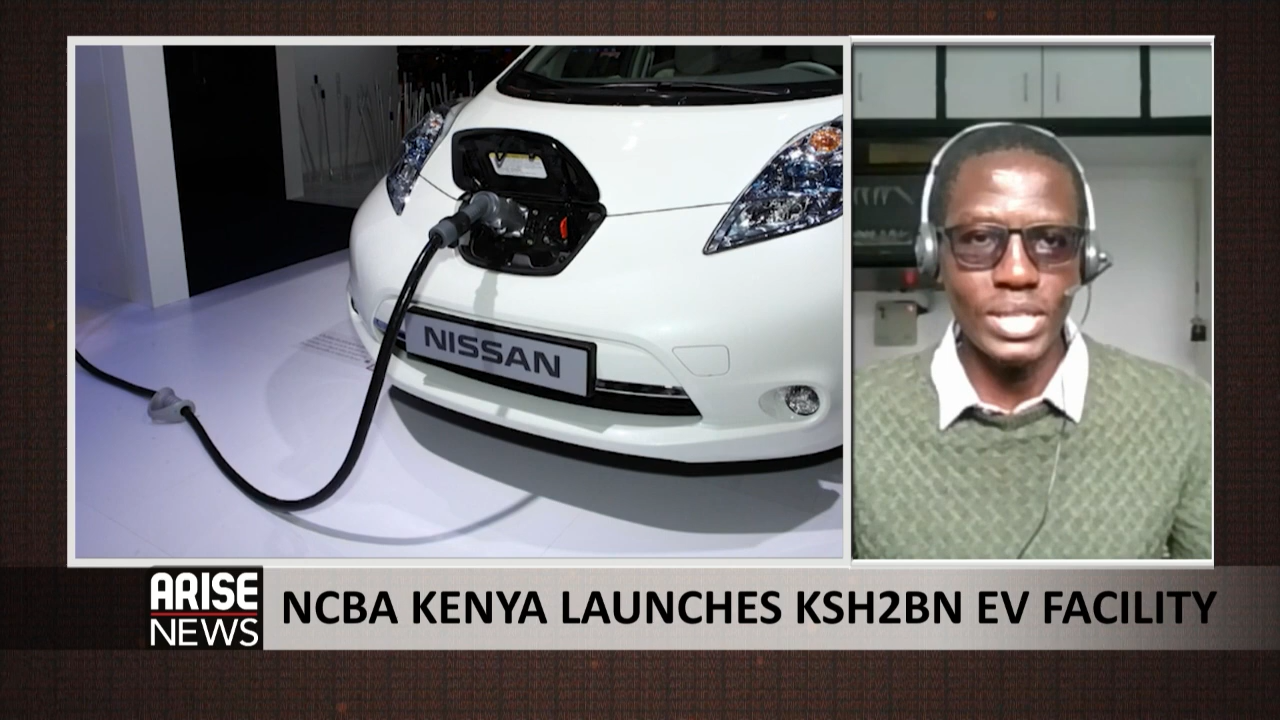 NISSAN
ARISE
NEWS
NCBA KENYA LAUNCHES KSH2BN EV FACILITY